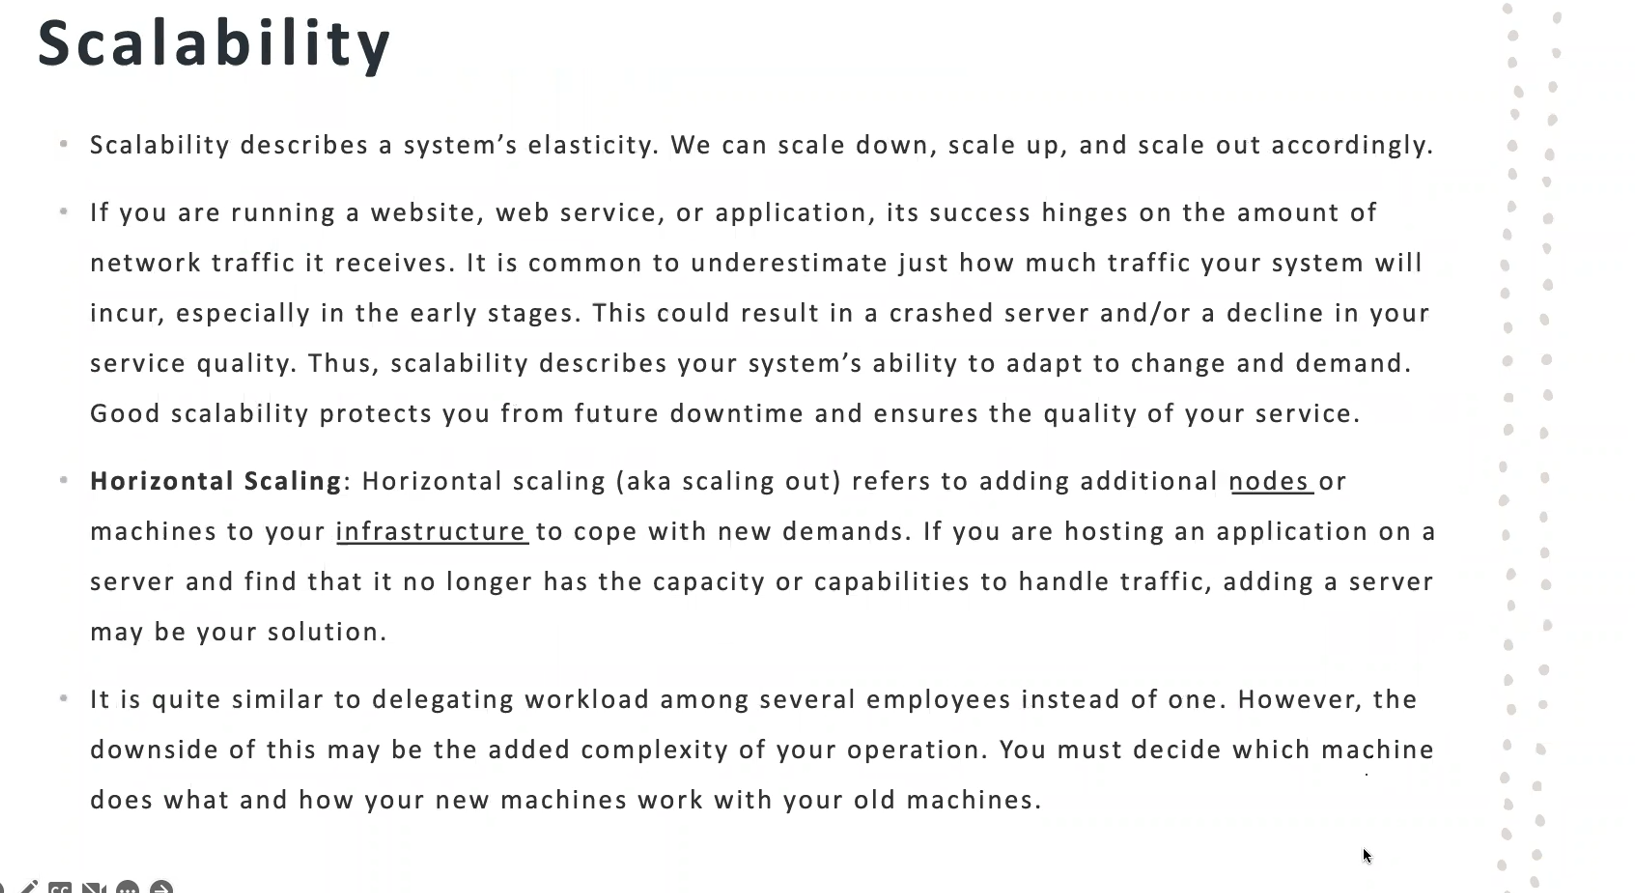 Scalability
• Scalability describes a system’s elasticity. We can scale down, scale up, and scale out accordingly.
• If you are running a website, web service, or application, its success hinges on the amount of
network traffic it receives. It is common to underestimate just how much traffic your system will
incur, especially in the early stages. This could result in a crashed server and/or a decline in your
service quality. Thus, scalability describes your system’s ability to adapt to change and demand.
Good scalability protects you from future downtime and ensures the quality of your service.
• Horizontal Scaling: Horizontal scaling (aka scaling out) refers to adding additional nodes or
machines to your infrastructure to cope with new demands. If you are hosting an application on a
server and find that it no longer has the capacity or capabilities to handle traffic, adding a server
may be your solution.
• It is quite similar to delegating workload among several employees instead of one. However, the
downside of this may be the added complexity of your operation. You must decide which machine
does what and how your new machines work with your old machines.
CC